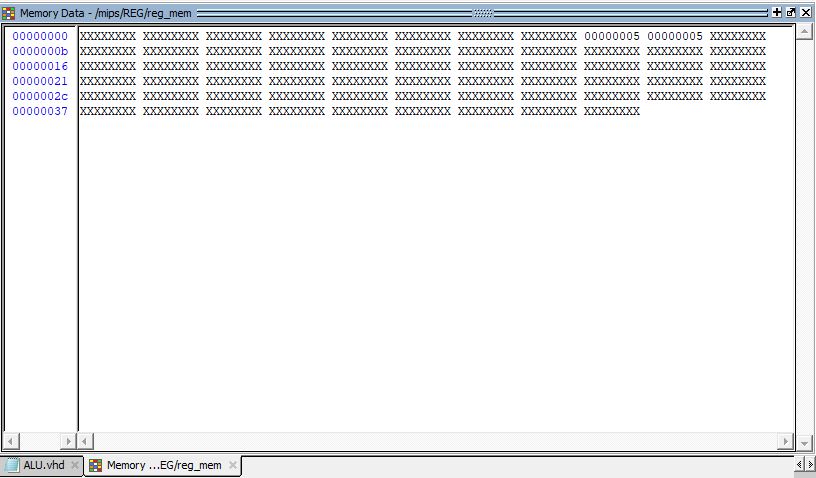 Memory Data - /mips/REG/reg_mem
00000000 XXXXXXXX XXXXXXXX XXXXXXXX XXXXXXXX XXXXXXXX XXXXXXXX XXXXXXXX XXXXXXXX 00000005 00000005 XXXXXXXX
0000000b XXXXXXXX XXXXXXXX XXXXXXXX XXXXXXXX XXXXXXXX XXXXXXXX XXXXXXXX XXXXXXXX XXXXXXXX XXXXXXXX XXXXXXXX
00000016 XXXXXXXX XXXXXXXX XXXXXXXX XXXXXXXX XXXXXXXX XXXXXXXX XXXXXXXX XXXXXXXX XXXXXXXX XXXXXXXX XXXXXXXX
00000021 XXXXXXXX XXXXXXXX XXXXXXXX XXXXXXXX XXXXXXXX XXXXXXXX XXXXXXXX XXXXXXXX XXXXXXXX XXXXXXXX XXXXXXXX
0000002c XXXXXXXX XXXXXXXX XXXXXXXX XXXXXXXX XXXXXXXX XXXXXXXX XXXXXXXX XXXXXXXX XXXXXXXX XXXXXXXX XXXXXXXX
00000037 XXXXXXXX XXXXXXXX XXXXXXXX XXXXXXXX XXXXXXXX XXXXXXXX XXXXXXXX XXXXXXXX XXXXXXXX
ALU.vhd Memory ...EG/reg_mem